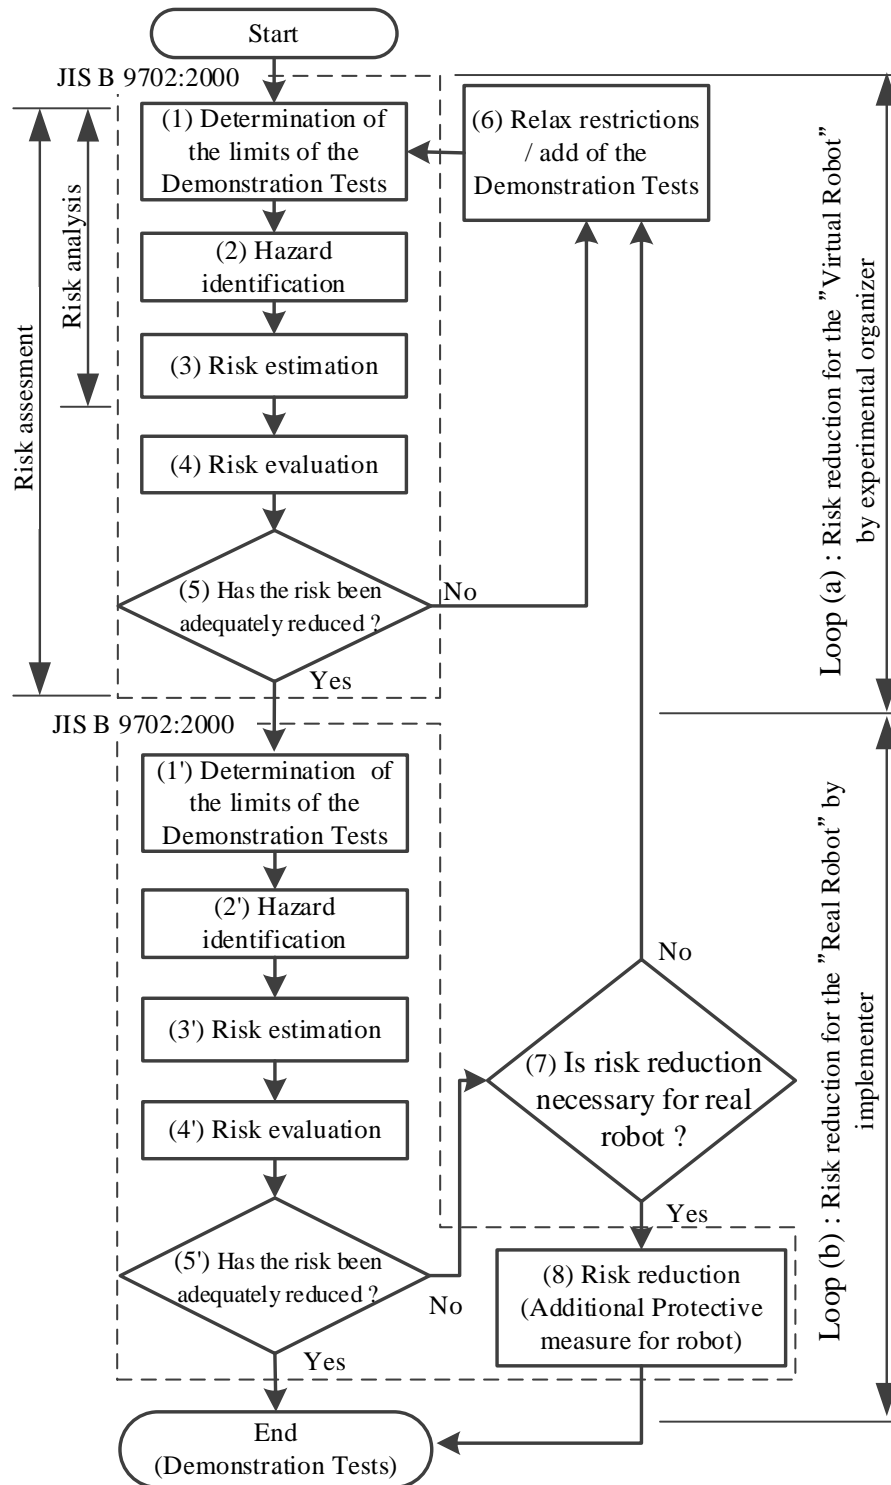 Start
JIS B 9702:2000
(1) Determination of
the limits of the
Demonstration Tests
(6) Relax restrictions
/ add of the
Demonstration Tests
(2) Hazard
identification
(3) Risk estimation
(4) Risk evaluation
(5) Has the risk been
adequately reduced ?
No
Yes
Risk analysis
Risk assesment
Loop (a) : Risk reduction for the ”Virtual Robot”
by experimental organizer
JIS B 9702:2000
(1') Determination of
the limits of the
Demonstration Tests
(2') Hazard
identification
(3') Risk estimation
(4') Risk evaluation
(5') Has the risk been
adequately reduced ?
No
Yes
No
(7) Is risk reduction
necessary for real
robot ?
Yes
(8) Risk reduction
(Additional Protective
measure for robot)
Loop (b) : Risk reduction for the ”Real Robot” by
implementer
End
(Demonstration Tests)